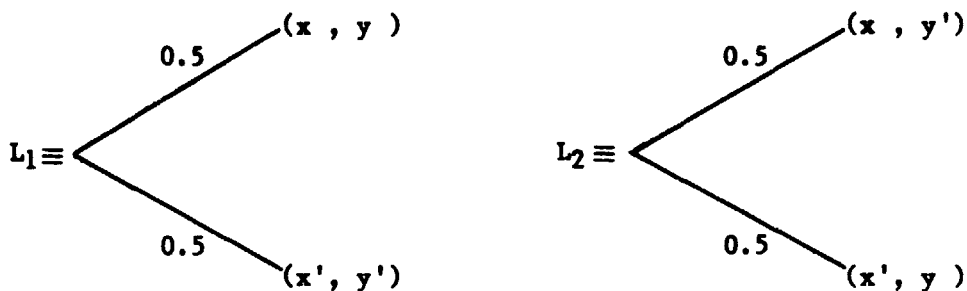 (x , y )
0.5
L1 ≡
0.5
(x', y')
(x , y')
0.5
L2 ≡
0.5
(x', y )